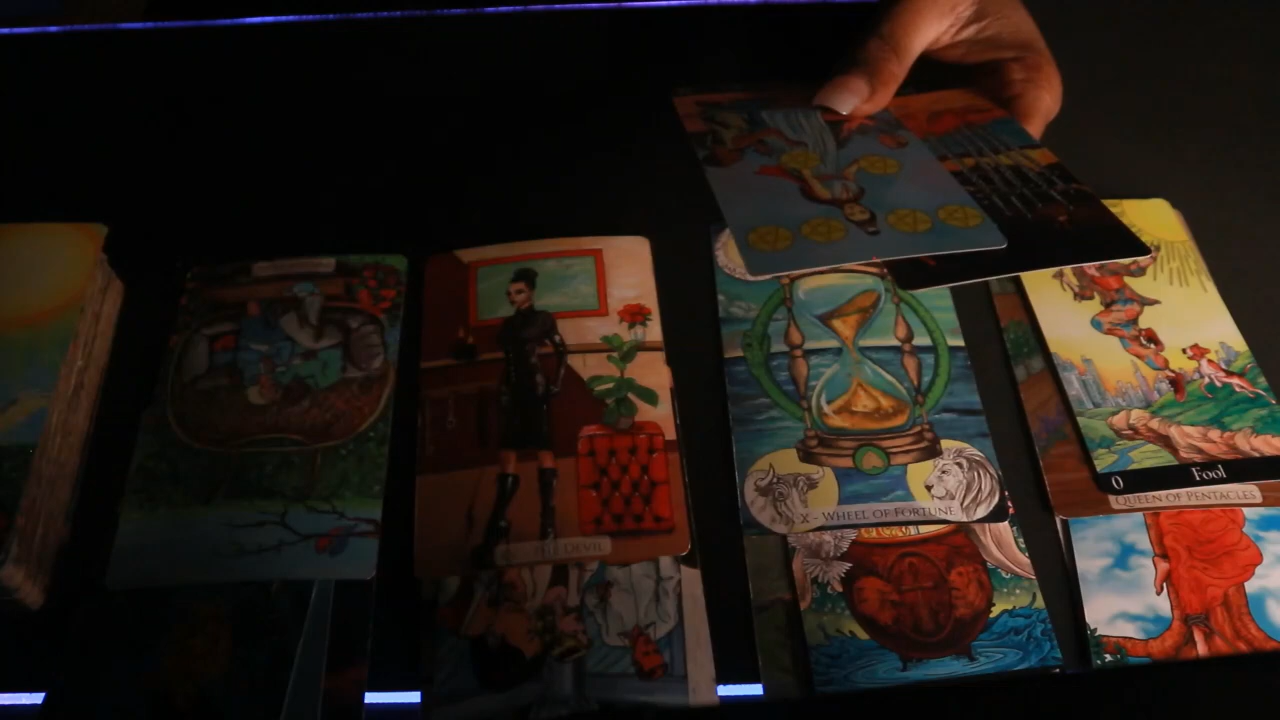 THE DEVIL
X - WHEEL OF FORTUNE
0 Fool
QUEEN OF PENTACLES